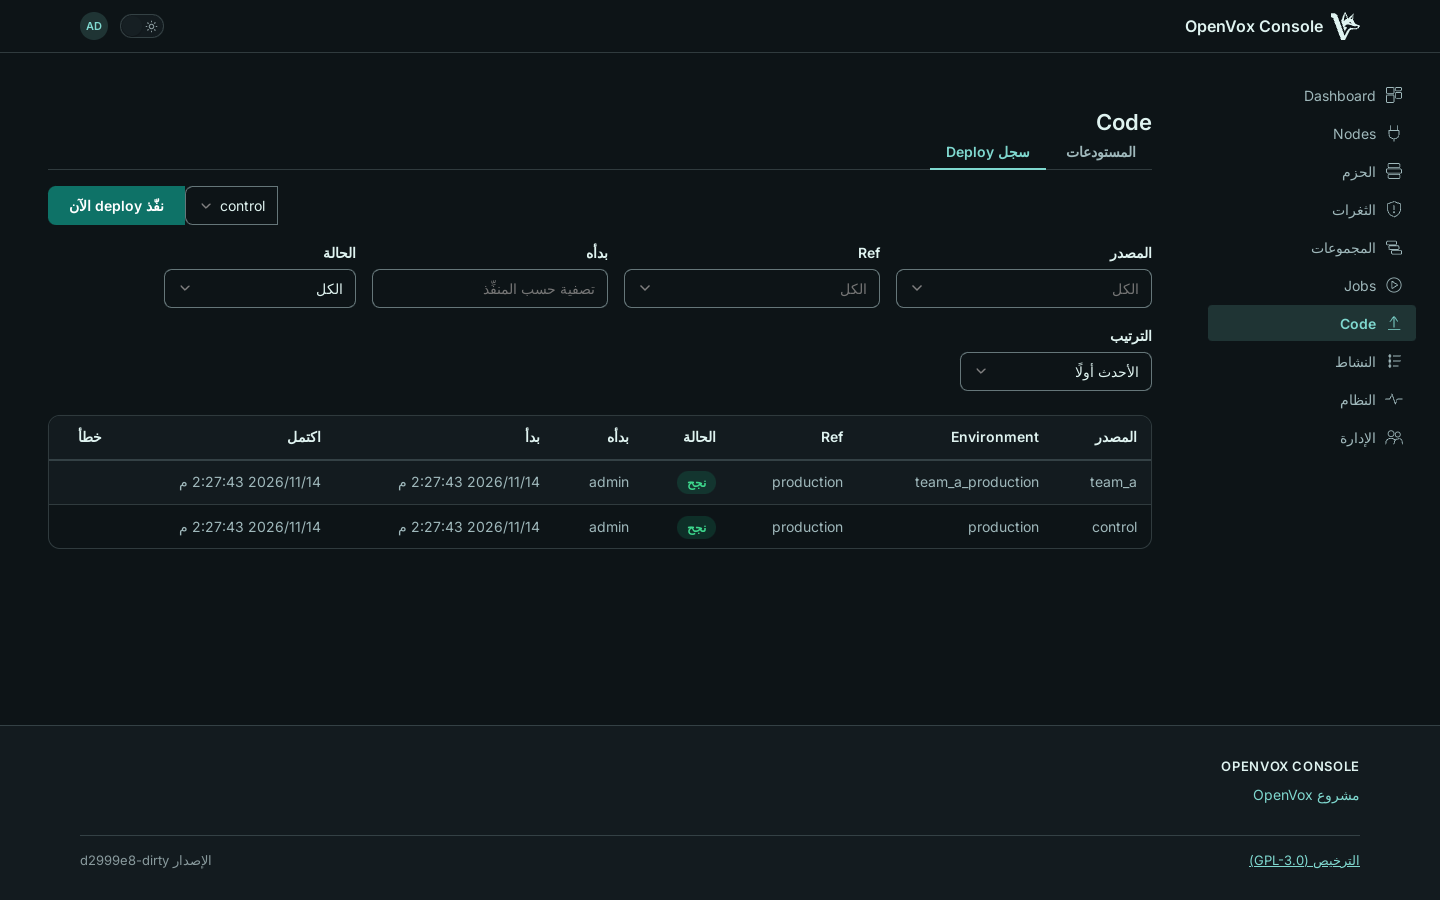 OpenVox Console
AD
Dashboard
Nodes
الحزم
الثغرات
المجموعات
Jobs
Code
النشاط
النظام
الإدارة
Code
المستودعات
سجل Deploy
control
نفّذ deploy الآن
المصدر
Ref
بدأه
الحالة
الكل
الكل
تصفية حسب المنفِّذ
الكل
الترتيب
الأحدث أولًا
المصدر Environment Ref الحالة بدأه بدأ اكتمل خطأ
team_a team_a_production production نجح admin 2026/11/14 2:27:43 م 2026/11/14 2:27:43 م
control production production نجح admin 2026/11/14 2:27:43 م 2026/11/14 2:27:43 م
OPENVOX CONSOLE
مشروع OpenVox
الترخيص (GPL-3.0)
الإصدار d2999e8-dirty